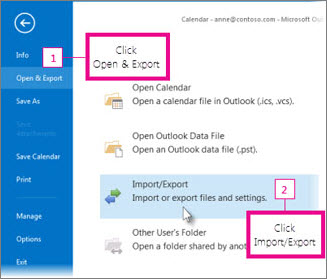 Calendar - anne@contoso.com - Microsoft Out
Info
1
Click
Open & Export
Open & Export
Save As
Save
Attachments
Save Calendar
Print
Manage
Options
Exit
Open Calendar
Open a calendar file in Outlook (.ics, .vcs).
Open Outlook Data File
Open an Outlook data file (.pst).
Import/Export
Import or export files and settings.
2
Click
Import/Export
Other User's Folder
Open a folder shared by anot